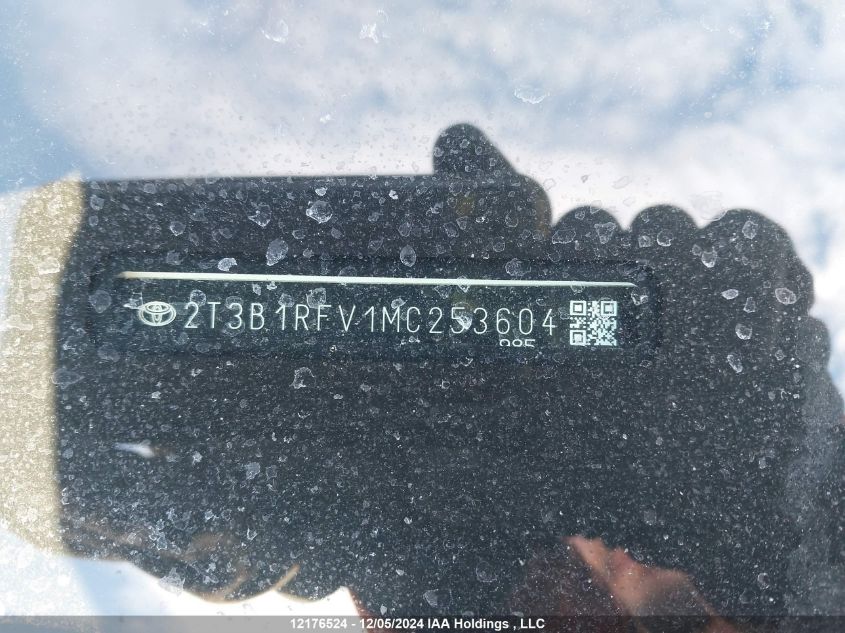 2T3B1RFV1MC253604
12176524 - 12/05/2024 IAA Holdings , LLC